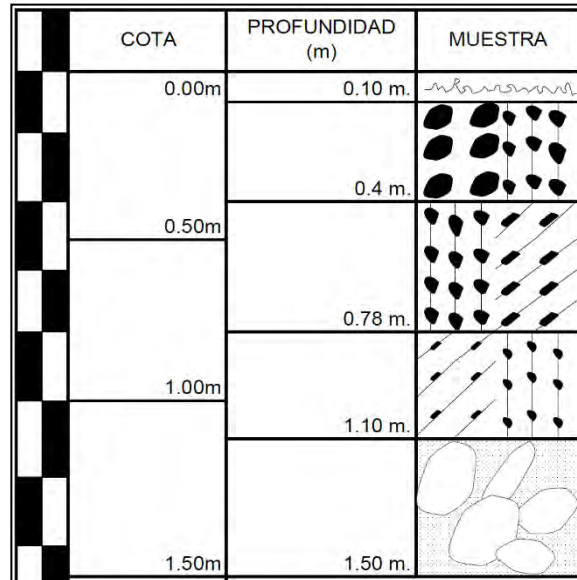 COTA
PROFUNDIDAD
(m)
MUESTRA
0.00m
0.10 m.
0.4 m.
0.50m
0.78 m.
1.00m
1.10 m.
1.50m
1.50 m.